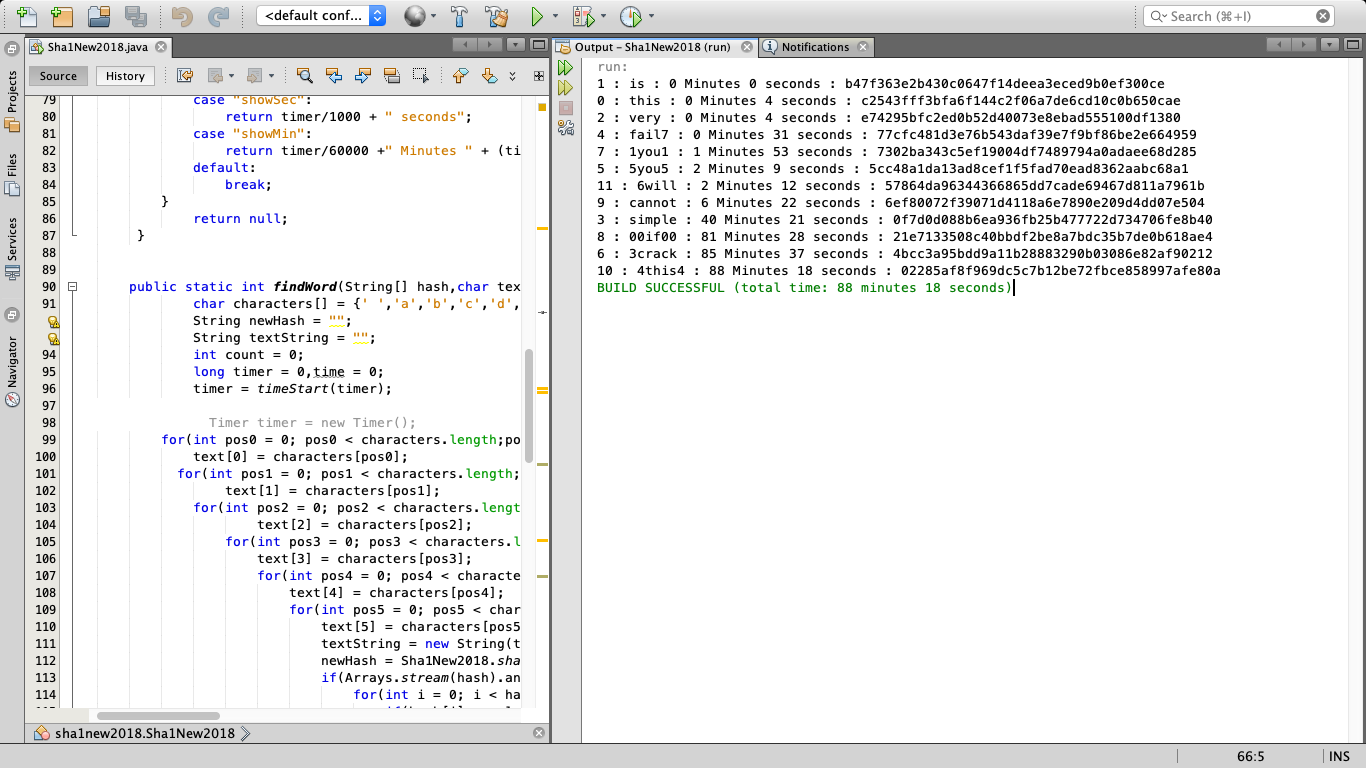 <default conf...
Search (⌘+I)
Sha1New2018.java
Output – Sha1New2018 (run)
Notifications
Source
History
Projects
Files
Services
Navigator
79 case "showSec":
80 return timer/1000 + " seconds";
81 case "showMin":
82 return timer/60000 +" Minutes " + (ti
83 default:
84 break;
85 }
86 return null;
87 }
88
89
90 public static int findWord(String[] hash,char tex
91 char characters[] = {' ','a','b','c','d',
String newHash = "";
String textString = "";
94 int count = 0;
95 long timer = 0,time = 0;
96 timer = timeStart(timer);
97
98 Timer timer = new Timer();
99 for(int pos0 = 0; pos0 < characters.length;po
100 text[0] = characters[pos0];
101 for(int pos1 = 0; pos1 < characters.length;
102 text[1] = characters[pos1];
103 for(int pos2 = 0; pos2 < characters.lengt
104 text[2] = characters[pos2];
105 for(int pos3 = 0; pos3 < characters.l
106 text[3] = characters[pos3];
107 for(int pos4 = 0; pos4 < characte
108 text[4] = characters[pos4];
109 for(int pos5 = 0; pos5 < char
110 text[5] = characters[pos5
111 textString = new String(t
112 newHash = Sha1New2018.sha
113 if(Arrays.stream(hash).an
114 for(int i = 0; i < ha
sha1new2018.Sha1New2018
run:
1 : is : 0 Minutes 0 seconds : b47f363e2b430c0647f14deea3eced9b0ef300ce
0 : this : 0 Minutes 4 seconds : c2543fff3bfa6f144c2f06a7de6cd10c0b650cae
2 : very : 0 Minutes 4 seconds : e74295bfc2ed0b52d40073e8ebad555100df1380
4 : fail7 : 0 Minutes 31 seconds : 77cfc481d3e76b543daf39e7f9bf86be2e664959
7 : 1you1 : 1 Minutes 53 seconds : 7302ba343c5ef19004df7489794a0adaee68d285
5 : 5you5 : 2 Minutes 9 seconds : 5cc48a1da13ad8cef1f5fad70ead8362aabc68a1
11 : 6will : 2 Minutes 12 seconds : 57864da96344366865dd7cade69467d811a7961b
9 : cannot : 6 Minutes 22 seconds : 6ef80072f39071d4118a6e7890e209d4dd07e504
3 : simple : 40 Minutes 21 seconds : 0f7d0d088b6ea936fb25b477722d734706fe8b40
8 : 00if00 : 81 Minutes 28 seconds : 21e7133508c40bbdf2be8a7bdc35b7de0b618ae4
6 : 3crack : 85 Minutes 37 seconds : 4bcc3a95bdd9a11b28883290b03086e82af90212
10 : 4this4 : 88 Minutes 18 seconds : 02285af8f969dc5c7b12be72fbce858997afe80a
BUILD SUCCESSFUL (total time: 88 minutes 18 seconds)
66:5
INS